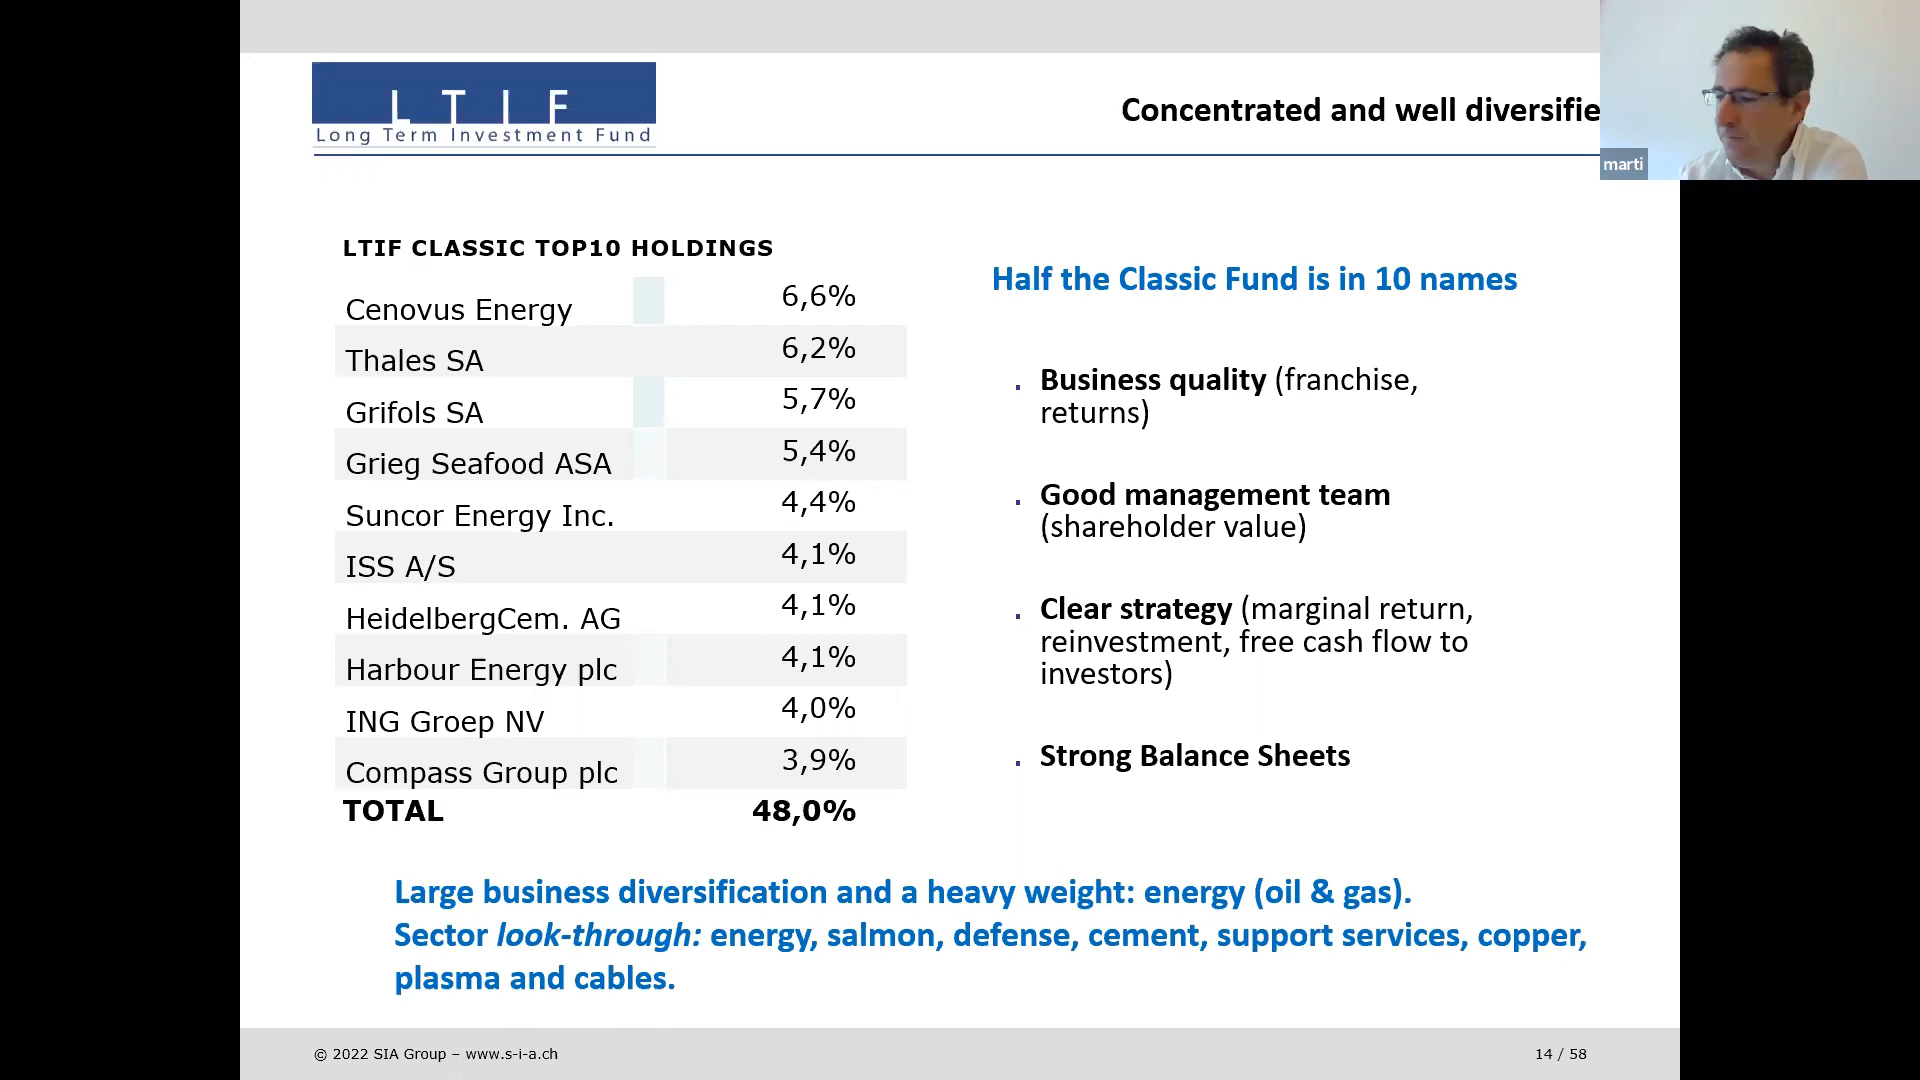 LTIF
Long Term Investment Fund
Concentrated and well diversifie
marti
LTIF CLASSIC TOP10 HOLDINGS
Cenovus Energy 6,6%
Thales SA 6,2%
Grifols SA 5,7%
Grieg Seafood ASA 5,4%
Suncor Energy Inc. 4,4%
ISS A/S 4,1%
HeidelbergCem. AG 4,1%
Harbour Energy plc 4,1%
ING Groep NV 4,0%
Compass Group plc 3,9%
TOTAL 48,0%
Half the Classic Fund is in 10 names
. Business quality (franchise,
returns)
. Good management team
(shareholder value)
. Clear strategy (marginal return,
reinvestment, free cash flow to
investors)
. Strong Balance Sheets
Large business diversification and a heavy weight: energy (oil & gas).
Sector look-through: energy, salmon, defense, cement, support services, copper,
plasma and cables.
© 2022 SIA Group – www.s-i-a.ch
14 / 58